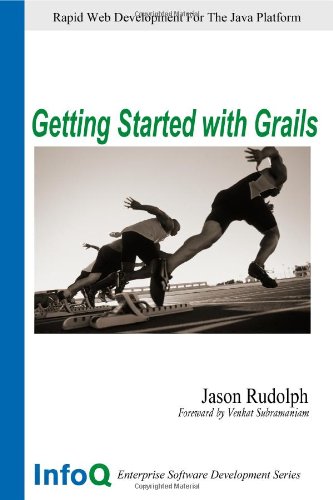 Rapid Web Development For The Java Platform
Getting Started with Grails
Jason Rudolph
Foreword by Venkat Subramaniam
InfoQ Enterprise Software Development Series